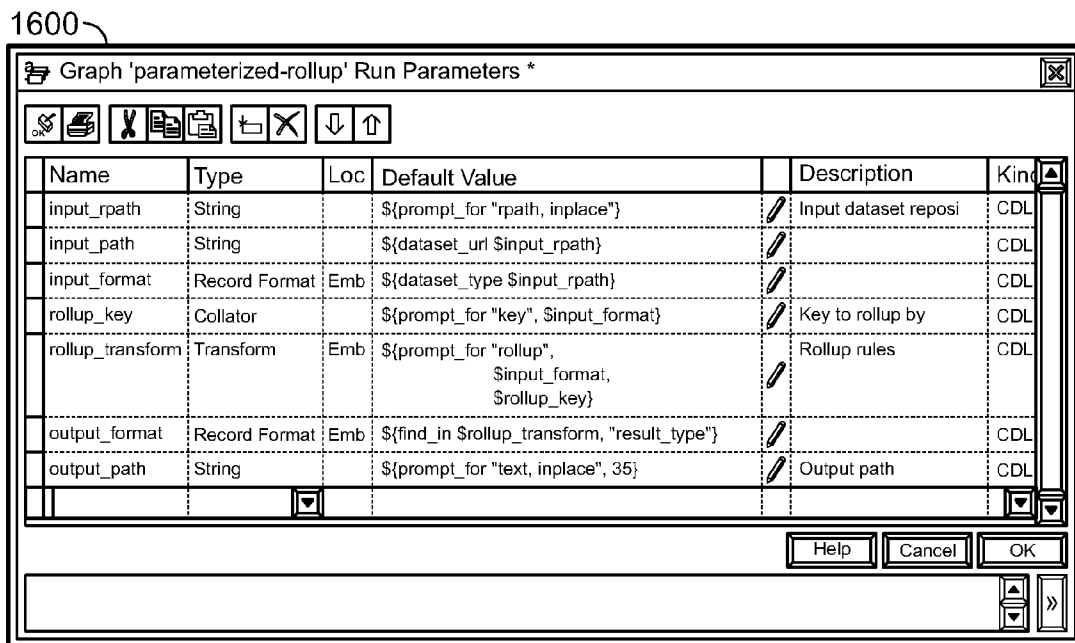 1600
Graph 'parameterized-rollup' Run Parameters *
OK
Name Type Loc Default Value Description Kind
input_rpath String ${prompt_for "rpath, inplace"} Input dataset reposi CDL
input_path String ${dataset_url $input_rpath} CDL
input_format Record Format Emb ${dataset_type $input_rpath} CDL
rollup_key Collator ${prompt_for "key", $input_format} Key to rollup by CDL
rollup_transform Transform Emb ${prompt_for "rollup", Rollup rules CDL
$input_format,
$rollup_key}
output_format Record Format Emb ${find_in $rollup_transform, "result_type"} CDL
output_path String ${prompt_for "text, inplace", 35} Output path CDL
Help Cancel OK
»